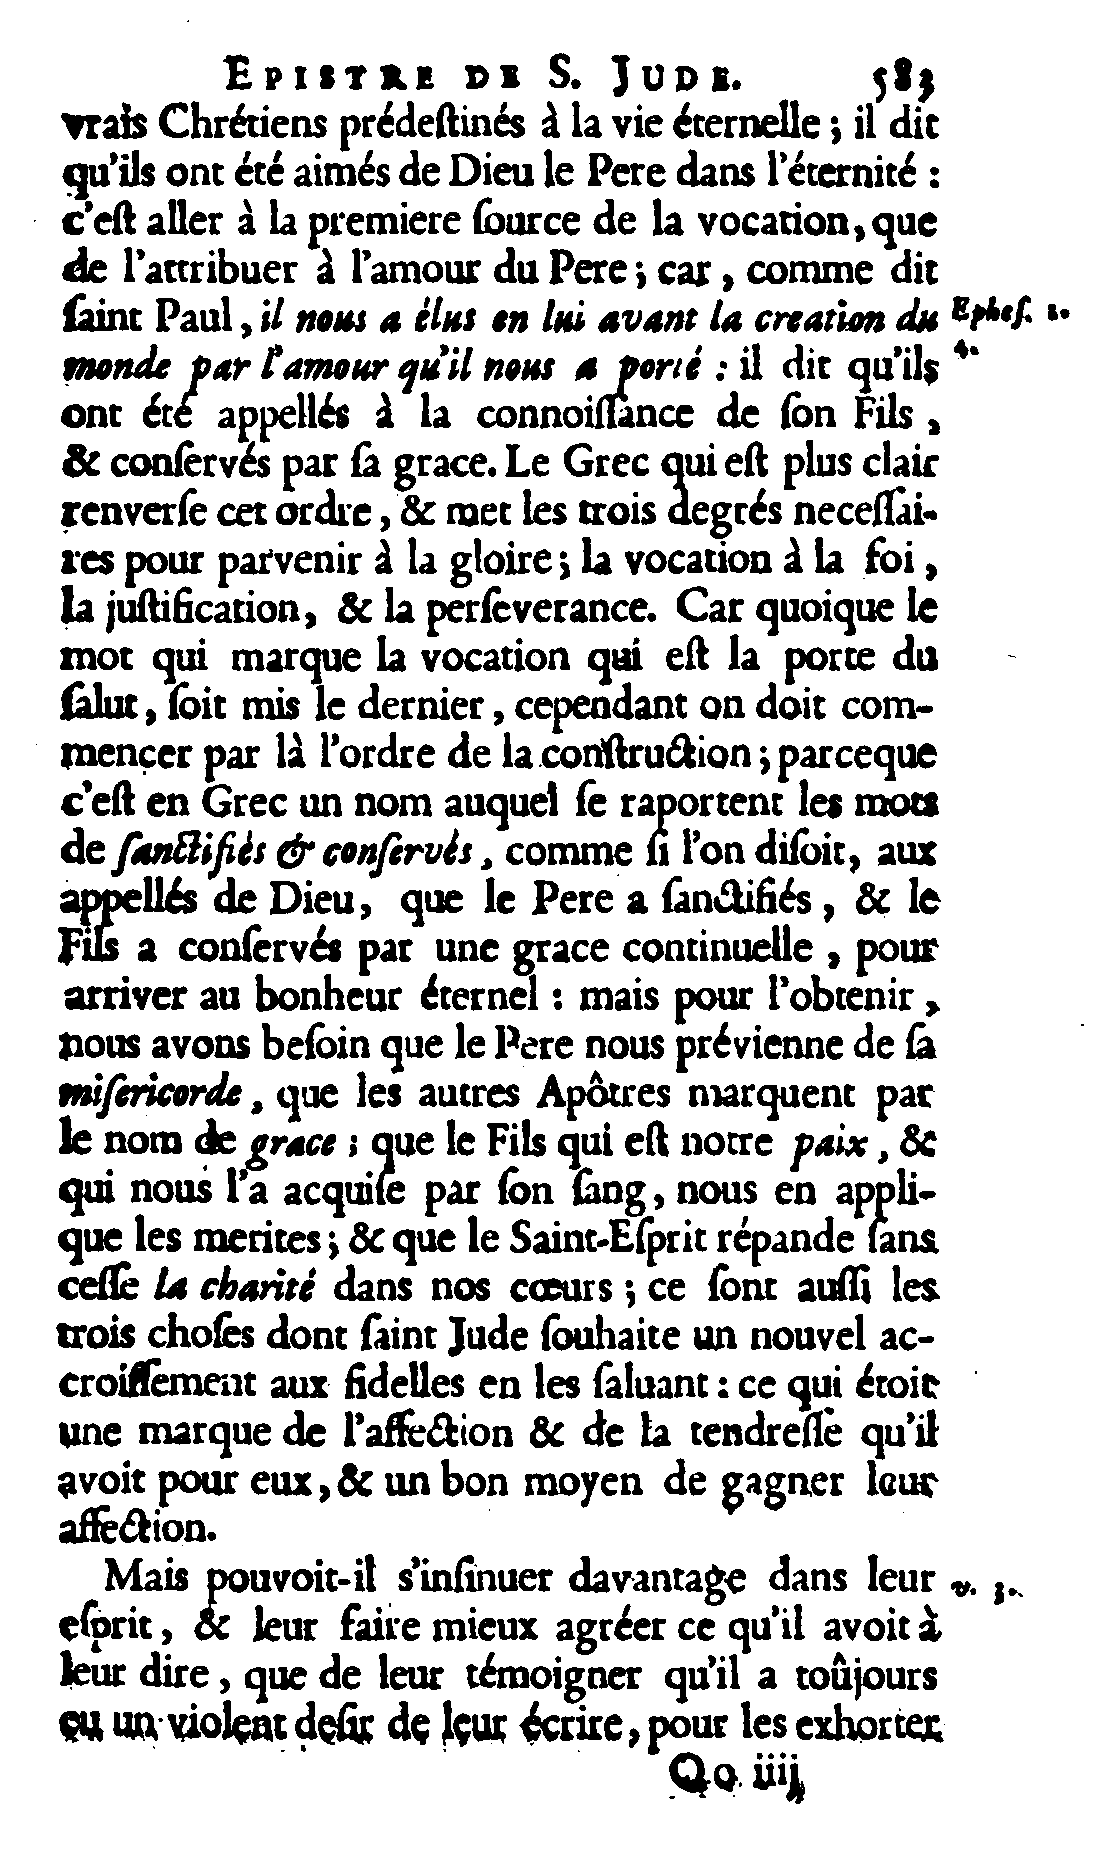 EPISTRE DE S. JUDE. 583
vrais Chrétiens prédeſtinés à la vie éternelle ; il dit
qu'ils ont été aimés de Dieu le Pere dans l'éternité :
c'eſt aller à la premiere ſource de la vocation, que
de l'attribuer à l'amour du Pere ; car, comme dit
ſaint Paul, il nous a élus en lui avant la creation du Epheſ. 1.
monde par l'amour qu'il nous a porté : il dit qu'ils 4.
ont été appellés à la connoiſſance de ſon Fils,
& conſervés par ſa grace. Le Grec qui eſt plus clair
renverſe cet ordre, & met les trois degrés neceſſai-
res pour parvenir à la gloire ; la vocation à la foi,
la juſtification, & la perſeverance. Car quoique le
mot qui marque la vocation qui eſt la porte du
ſalut, ſoit mis le dernier, cependant on doit com-
mencer par là l'ordre de la conſtruction ; parceque
c'eſt en Grec un nom auquel ſe raportent les mots
de ſanctifiés & conſervés, comme ſi l'on diſoit, aux
appellés de Dieu, que le Pere a ſanctifiés, & le
Fils a conſervés par une grace continuelle, pour
arriver au bonheur éternel : mais pour l'obtenir,
nous avons beſoin que le Pere nous prévienne de ſa
miſericorde, que les autres Apôtres marquent par
le nom de grace ; que le Fils qui eſt notre paix, &
qui nous l'a acquiſe par ſon ſang, nous en appli-
que les merites ; & que le Saint-Eſprit répande ſans
ceſſe la charité dans nos cœurs ; ce ſont auſſi les
trois choſes dont ſaint Jude ſouhaite un nouvel ac-
croiſſement aux fidelles en les ſaluant : ce qui étoit
une marque de l'affection & de la tendreſſe qu'il
avoit pour eux, & un bon moyen de gagner leur
affection.
Mais pouvoit-il s'inſinuer davantage dans leur v. 3.
eſprit, & leur faire mieux agréer ce qu'il avoit à
leur dire, que de leur témoigner qu'il a toûjours
eu un violent deſir de leur écrire, pour les exhorter
Qo iiij